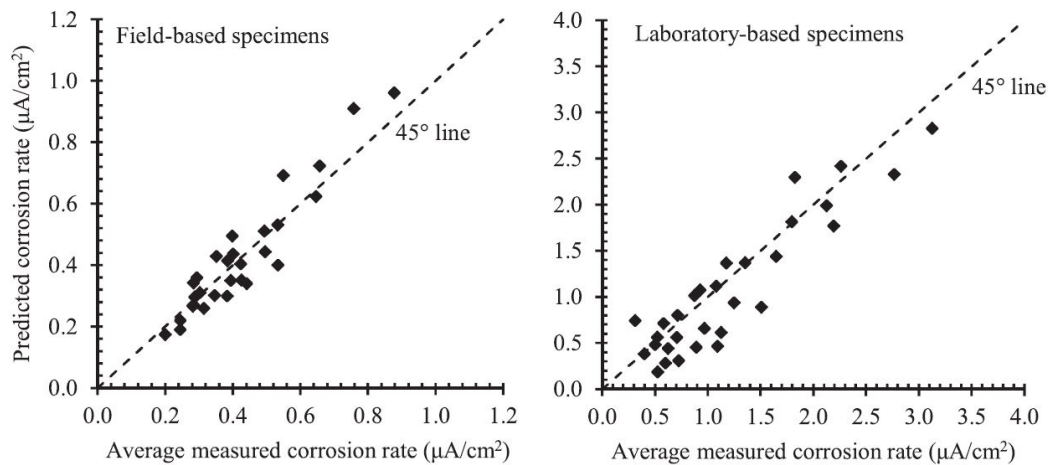 Predicted corrosion rate (μA/cm²)
1.2
1.0
0.8
0.6
0.4
0.2
0.0
Field-based specimens
45° line
0.0 0.2 0.4 0.6 0.8 1.0 1.2
Average measured corrosion rate (μA/cm²)
4.0
3.5
3.0
2.5
2.0
1.5
1.0
0.5
0.0
Laboratory-based specimens
45° line
0.0 0.5 1.0 1.5 2.0 2.5 3.0 3.5 4.0
Average measured corrosion rate (μA/cm²)